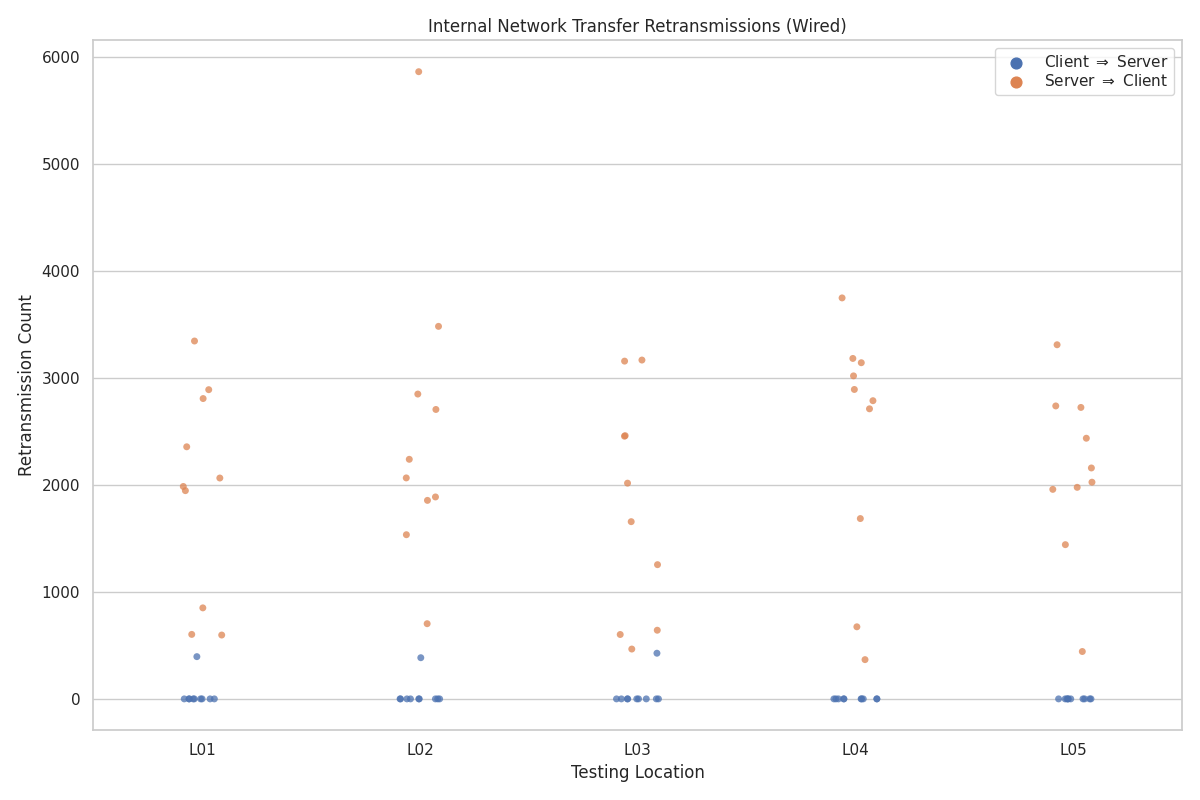 Internal Network Transfer Retransmissions (Wired)
Client ⇒ Server
Server ⇒ Client
Retransmission Count
6000
5000
4000
3000
2000
1000
0
L01 L02 L03 L04 L05
Testing Location